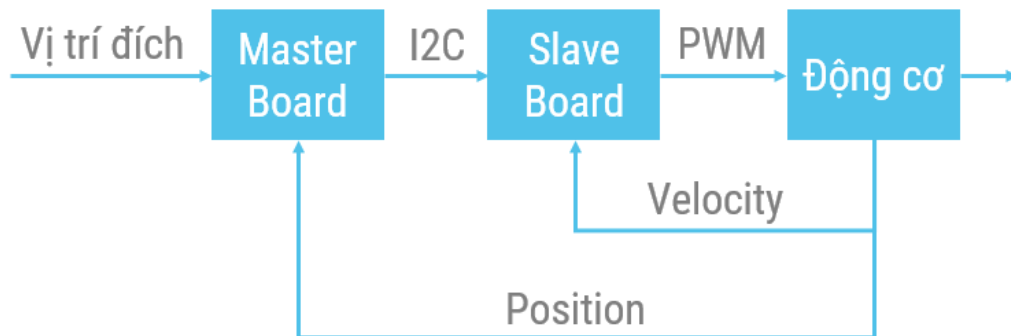 Vị trí đích
Master
Board
I2C
Slave
Board
PWM
Động cơ
Velocity
Position